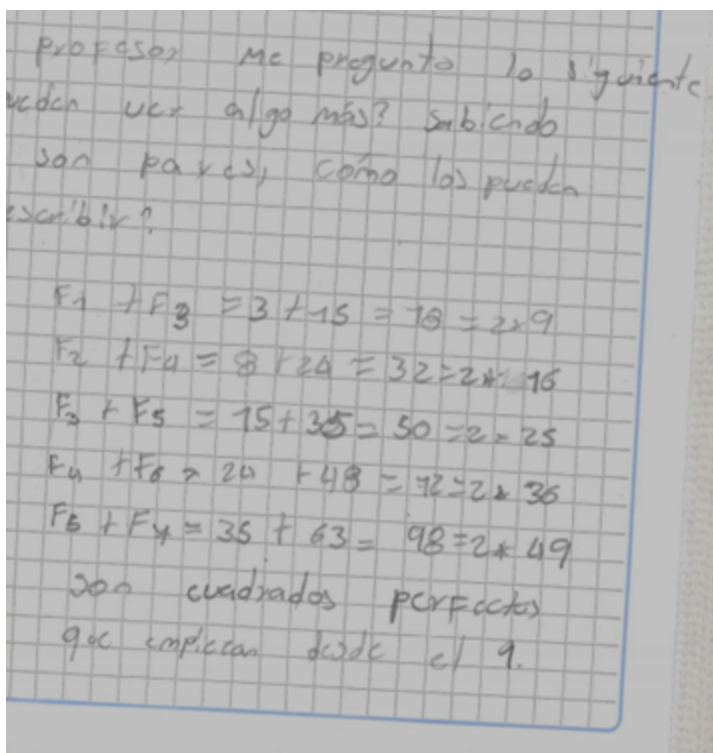 profesor me pregunto lo siguiente
ueden ver algo más? Sabiendo
son pares, cómo los pueden
escribir?
F1 + F3 = 3 + 15 = 18 = 2*9
F2 + F4 = 8 + 24 = 32 = 2* 16
F3 + F5 = 15 + 35 = 50 = 2* 25
F4 + F6 = 24 + 48 = 72 = 2* 36
F5 + F7 = 35 + 63 = 98 = 2* 49
son cuadrados perfectos
que empiezan desde el 9.